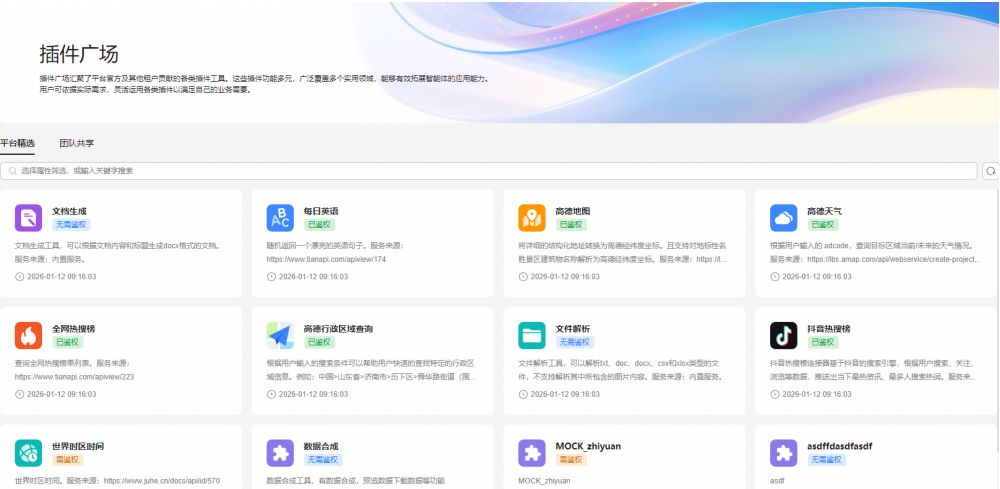 插件广场
插件广场汇聚了平台官方及其他租户贡献的各类插件工具。这些插件功能多元，广泛覆盖多个实用领域，能够有效拓展智能体的应用能力。
用户可依据实际需求，灵活运用各类插件以满足自己的业务需要。
平台精选
团队共享
选择属性筛选，或输入关键字搜索
文档生成
无需鉴权
文档生成工具，可以根据文档内容和标题生成docx格式的文档。
服务来源：内置服务。
2026-01-12 09:16:03
每日英语
已鉴权
随机返回一个漂亮的英语句子。服务来源：
https://www.tianapi.com/apiview/174
2026-01-12 09:16:03
高德地图
已鉴权
将详细的结构化地址转换为高德经纬度坐标。且支持对地标性名
胜景区建筑物名称解析为高德经纬度坐标。服务来源：https://l...
2026-01-12 09:16:03
高德天气
已鉴权
根据用户输入的 adcode，查询目标区域当前/未来的天气情况。
服务来源：https://lbs.amap.com/api/webservice/create-project...
2026-01-12 09:16:03
全网热搜榜
已鉴权
查询全网热搜榜单列表。服务来源：
https://www.tianapi.com/apiview/223
2026-01-12 09:16:03
高德行政区域查询
已鉴权
根据用户输入的搜索条件可以帮助用户快速的查找特定的行政区
域信息。例如：中国>山东省>济南市>历下区>舜华路街道（国...
2026-01-12 09:16:03
文件解析
无需鉴权
文件解析工具，可以解析txt、doc、docx、csv和xlsx类型的文
件，不支持解析其中所包含的图片内容。服务来源：内置服务。
2026-01-12 09:16:03
抖音热搜榜
已鉴权
抖音热搜榜连接器基于抖音的搜索引擎，根据用户搜索、关注、
浏览等数据，推送出当下最热资讯，是多人搜索热词。服务来...
2026-01-12 09:16:03
世界时区时间
需鉴权
世界时区时间。服务来源：https://www.juhe.cn/docs/api/id/570
数据合成
无需鉴权
数据合成工具，有数据合成，预览数据下载数据等功能
MOCK_zhiyuan
需鉴权
MOCK_zhiyuan
asdffdasdfasdf
无需鉴权
asdf